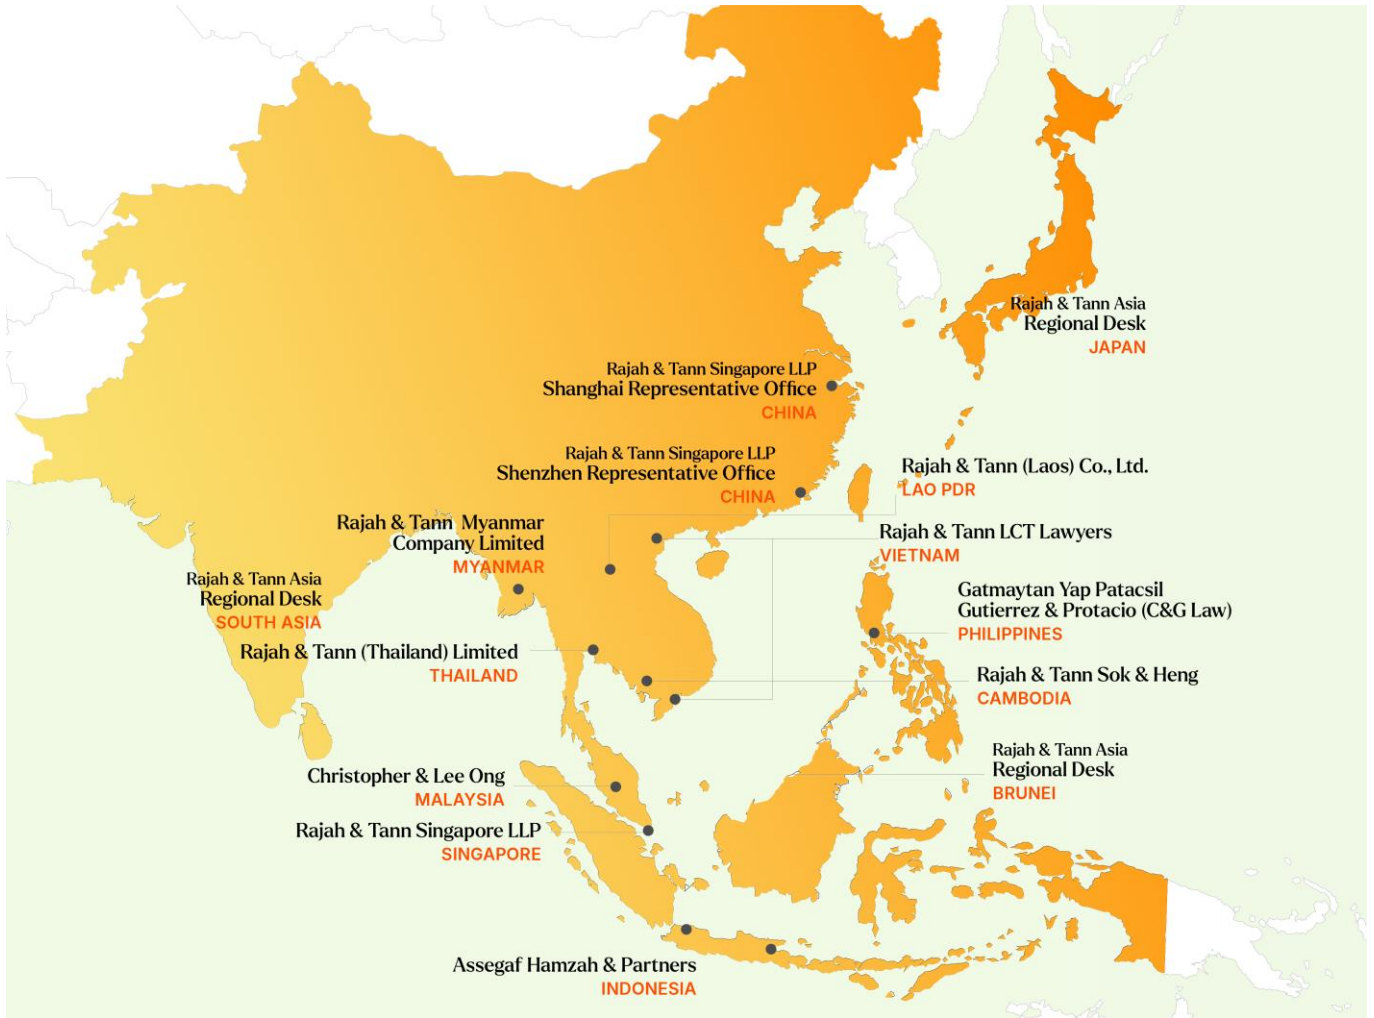 Rajah & Tann Asia
Regional Desk
JAPAN
Rajah & Tann Singapore LLP
Shanghai Representative Office
CHINA
Rajah & Tann Singapore LLP
Shenzhen Representative Office
CHINA
Rajah & Tann (Laos) Co., Ltd.
LAO PDR
Rajah & Tann Myanmar
Company Limited
MYANMAR
Rajah & Tann LCT Lawyers
VIETNAM
Rajah & Tann Asia
Regional Desk
SOUTH ASIA
Gatmaytan Yap Patacsil
Gutierrez & Protacio (C&G Law)
PHILIPPINES
Rajah & Tann (Thailand) Limited
THAILAND
Rajah & Tann Sok & Heng
CAMBODIA
Rajah & Tann Asia
Regional Desk
BRUNEI
Christopher & Lee Ong
MALAYSIA
Rajah & Tann Singapore LLP
SINGAPORE
Assegaf Hamzah & Partners
INDONESIA